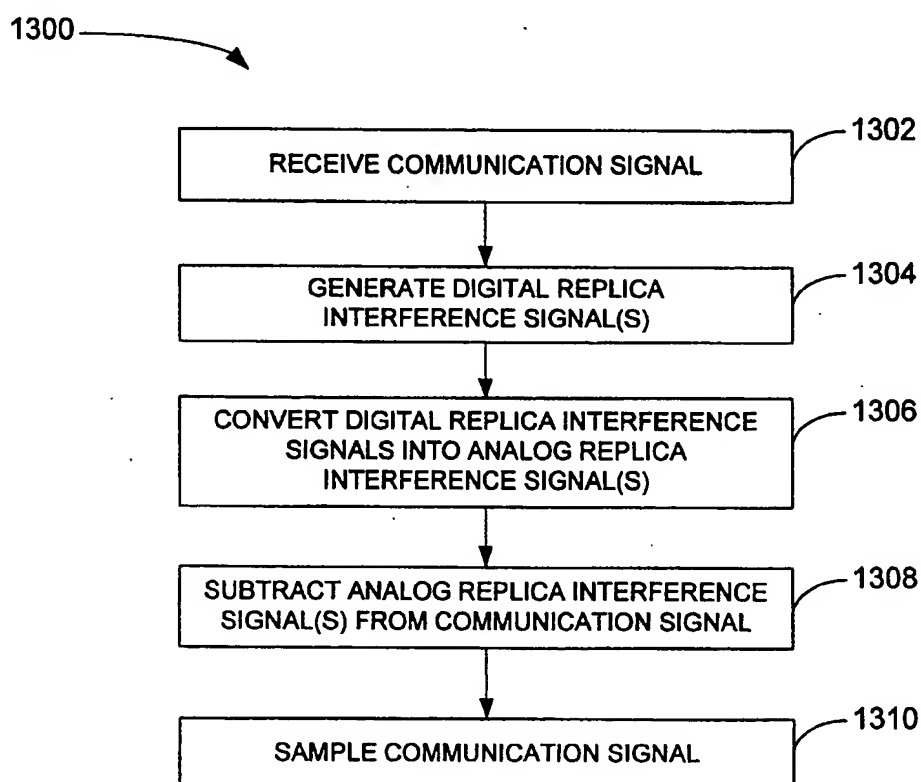 1300
1302
RECEIVE COMMUNICATION SIGNAL
1304
GENERATE DIGITAL REPLICA
INTERFERENCE SIGNAL(S)
1306
CONVERT DIGITAL REPLICA INTERFERENCE
SIGNALS INTO ANALOG REPLICA
INTERFERENCE SIGNAL(S)
1308
SUBTRACT ANALOG REPLICA INTERFERENCE
SIGNAL(S) FROM COMMUNICATION SIGNAL
1310
SAMPLE COMMUNICATION SIGNAL